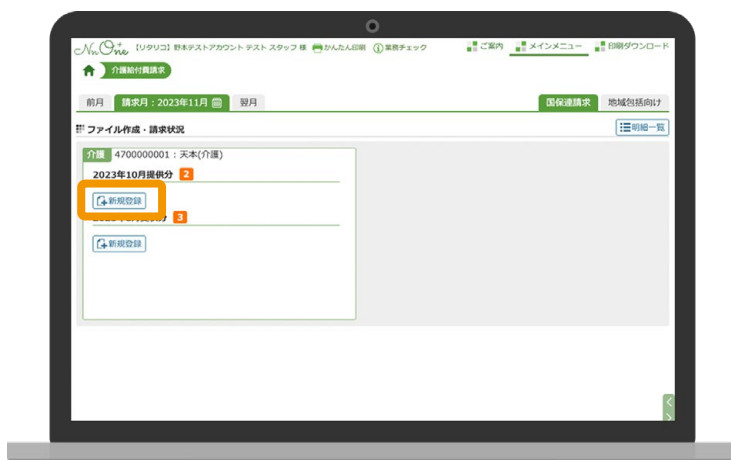 NnOne 【リタリコ】野本テストアカウント テスト スタッフ 様 かんたん印刷 業務チェック ご案内 メインメニュー 印刷ダウンロード
介護給付費請求
前月 請求月:2023年11月 翌月 国保連請求 地域包括向け
ファイル作成・請求状況 明細一覧
介護 4700000001:天本(介護)
2023年10月提供分 2
新規登録
3
新規登録